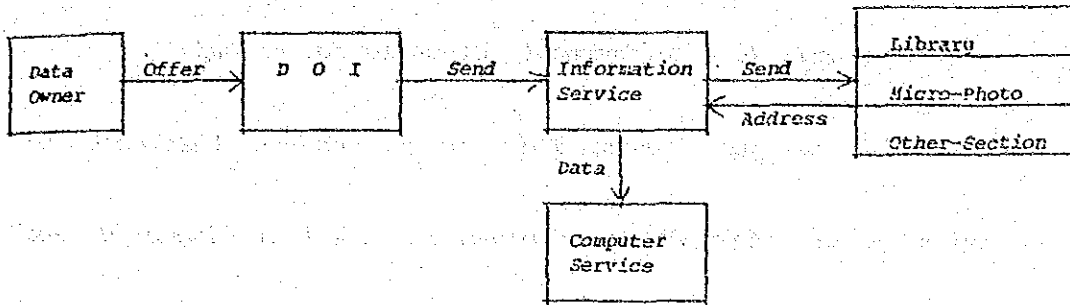 Data
Owner
Offer
D O I
Send
Information
Service
Send
Address
Library
Micro-Photo
Other-Section
Data
Computer
Service